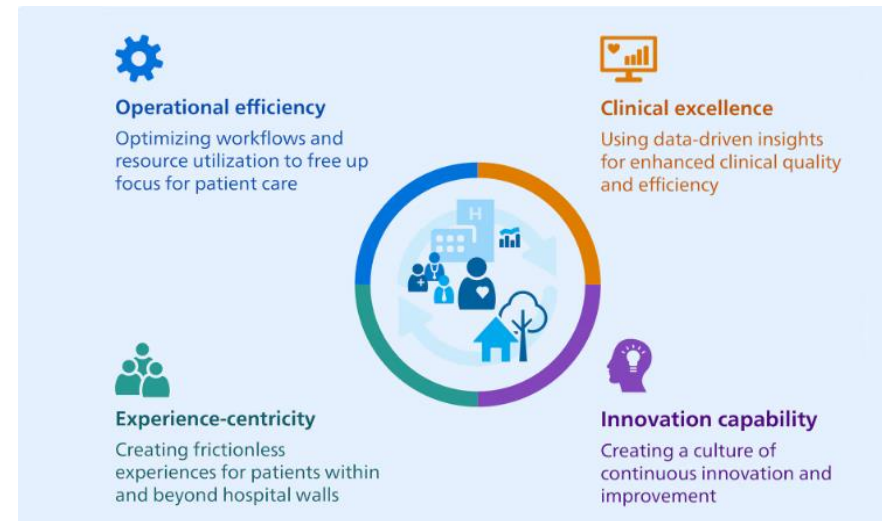 Operational efficiency
Optimizing workflows and
resource utilization to free up
focus for patient care
Clinical excellence
Using data-driven insights
for enhanced clinical quality
and efficiency
H
Experience-centricity
Creating frictionless
experiences for patients within
and beyond hospital walls
Innovation capability
Creating a culture of
continuous innovation and
improvement